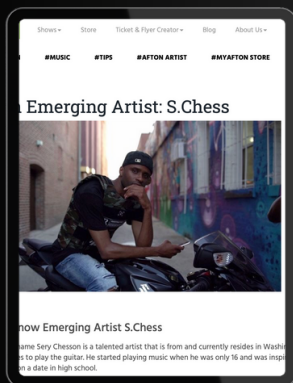 Shows Store Ticket & Flyer Creator Blog About Us
#MUSIC #TIPS #AFTON ARTIST #MYAFTON STORE
Emerging Artist: S.Chess
now Emerging Artist S.Chess
name Sery Chesson is a talented artist that is from and currently resides in Washin
es to play the guitar. He started playing music when he was only 16 and was inspi
on a date in high school.